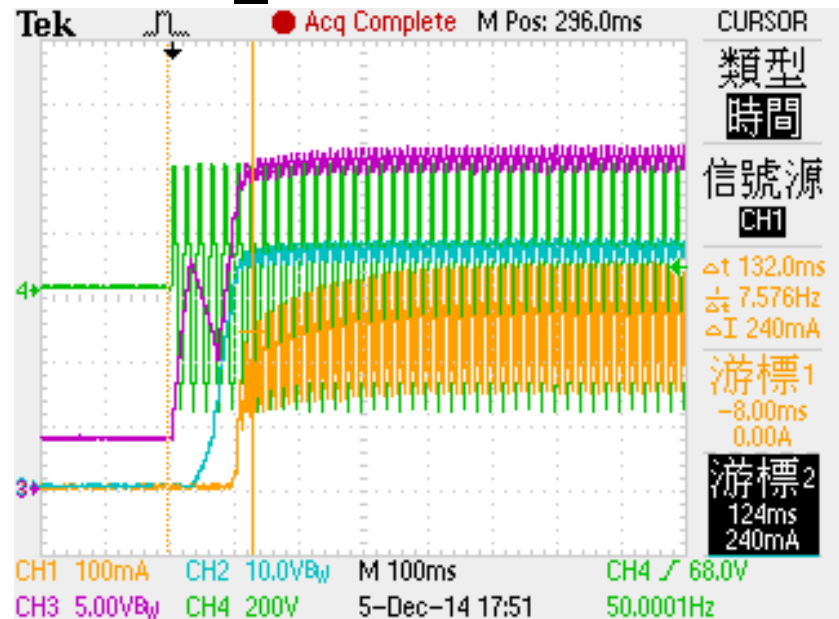 Tek Acq Complete M Pos: 296.0ms CURSOR
類型
時間
信號源
CH1
△t 132.0ms
1/△t 7.576Hz
△I 240mA
游標1
-8.00ms
0.00A
游標2
124ms
240mA
4
3
CH1 100mA CH2 10.0VBW M 100ms CH4 ⌡ 68.0V
CH3 5.00VBW CH4 200V 5-Dec-14 17:51 50.0001Hz